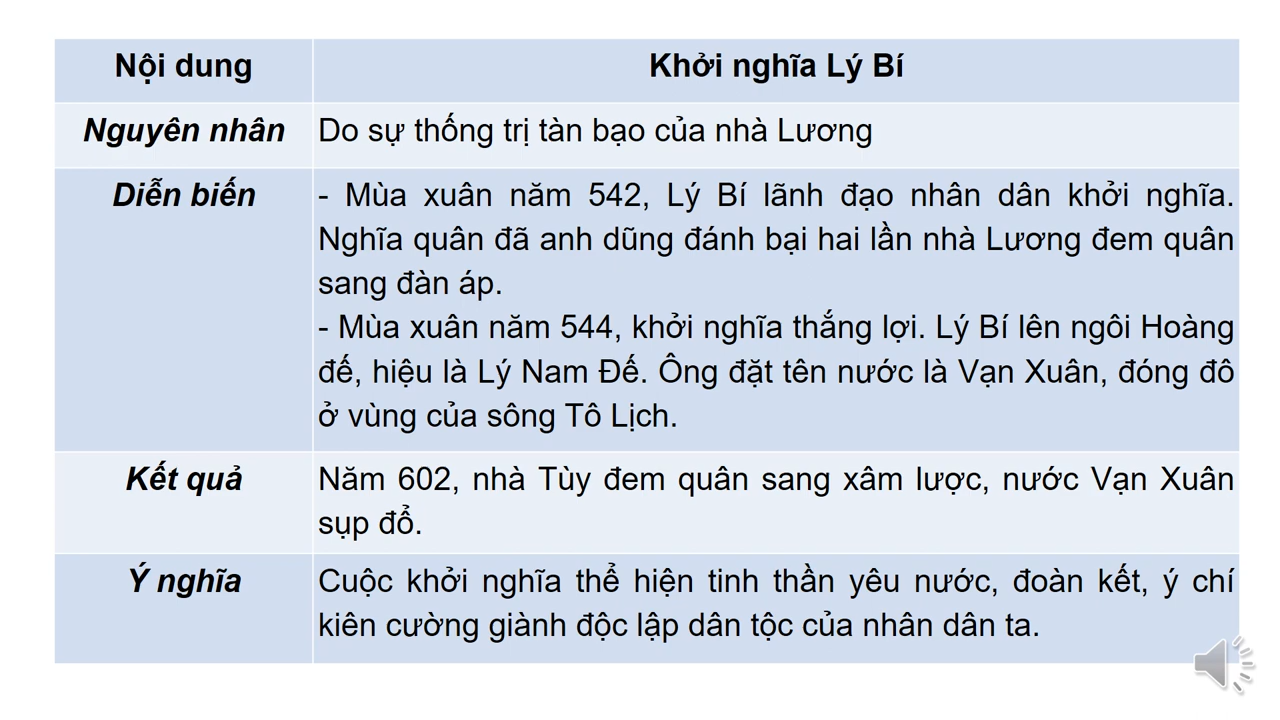 Nội dung
Khởi nghĩa Lý Bí
Nguyên nhân
Do sự thống trị tàn bạo của nhà Lương
Diễn biến
- Mùa xuân năm 542, Lý Bí lãnh đạo nhân dân khởi nghĩa.
Nghĩa quân đã anh dũng đánh bại hai lần nhà Lương đem quân
sang đàn áp.
- Mùa xuân năm 544, khởi nghĩa thắng lợi. Lý Bí lên ngôi Hoàng
đế, hiệu là Lý Nam Đế. Ông đặt tên nước là Vạn Xuân, đóng đô
ở vùng của sông Tô Lịch.
Kết quả
Năm 602, nhà Tùy đem quân sang xâm lược, nước Vạn Xuân
sụp đổ.
Ý nghĩa
Cuộc khởi nghĩa thể hiện tinh thần yêu nước, đoàn kết, ý chí
kiên cường giành độc lập dân tộc của nhân dân ta.